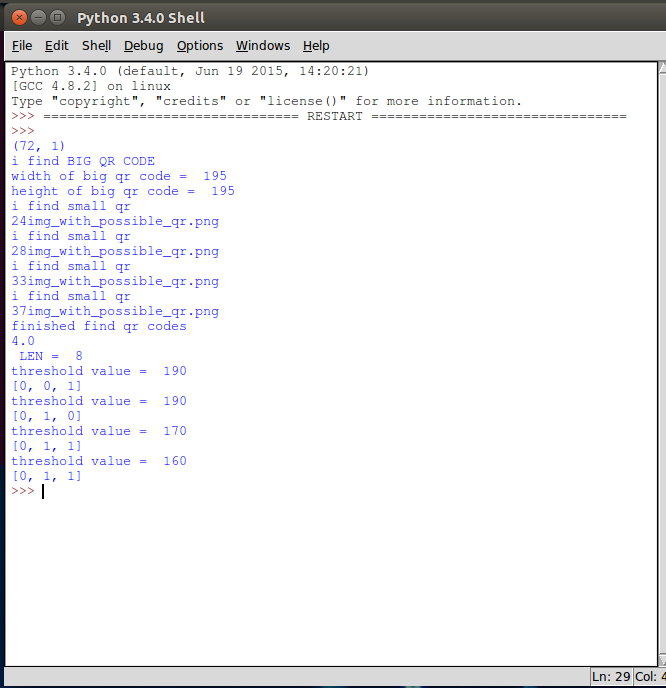 Python 3.4.0 Shell
File Edit Shell Debug Options Windows Help
Python 3.4.0 (default, Jun 19 2015, 14:20:21)
[GCC 4.8.2] on linux
Type "copyright", "credits" or "license()" for more information.
>>> ================================ RESTART ================================
>>>
(72, 1)
i find BIG QR CODE
width of big qr code =  195
height of big qr code =  195
i find small qr
24img_with_possible_qr.png
i find small qr
28img_with_possible_qr.png
i find small qr
33img_with_possible_qr.png
i find small qr
37img_with_possible_qr.png
finished find qr codes
4.0
 LEN =  8
threshold value =  190
[0, 0, 1]
threshold value =  190
[0, 1, 0]
threshold value =  170
[0, 1, 1]
threshold value =  160
[0, 1, 1]
>>>
Ln: 29 Col: 4